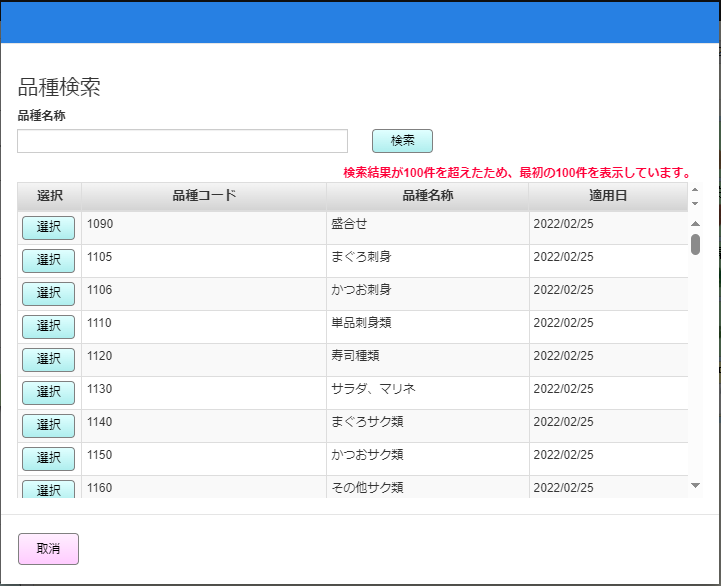 品種検索
品種名称
検索
検索結果が100件を超えたため、最初の100件を表示しています。
選択 品種コード 品種名称 適用日
選択 1090 盛合せ 2022/02/25
選択 1105 まぐろ刺身 2022/02/25
選択 1106 かつお刺身 2022/02/25
選択 1110 単品刺身類 2022/02/25
選択 1120 寿司種類 2022/02/25
選択 1130 サラダ、マリネ 2022/02/25
選択 1140 まぐろサク類 2022/02/25
選択 1150 かつおサク類 2022/02/25
選択 1160 その他サク類 2022/02/25
取消